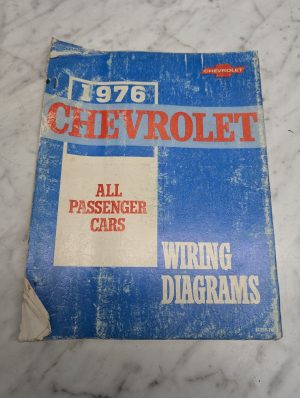 CHEVROLET
1976
CHEVROLET
ALL
PASSENGER
CARS
WIRING
DIAGRAMS